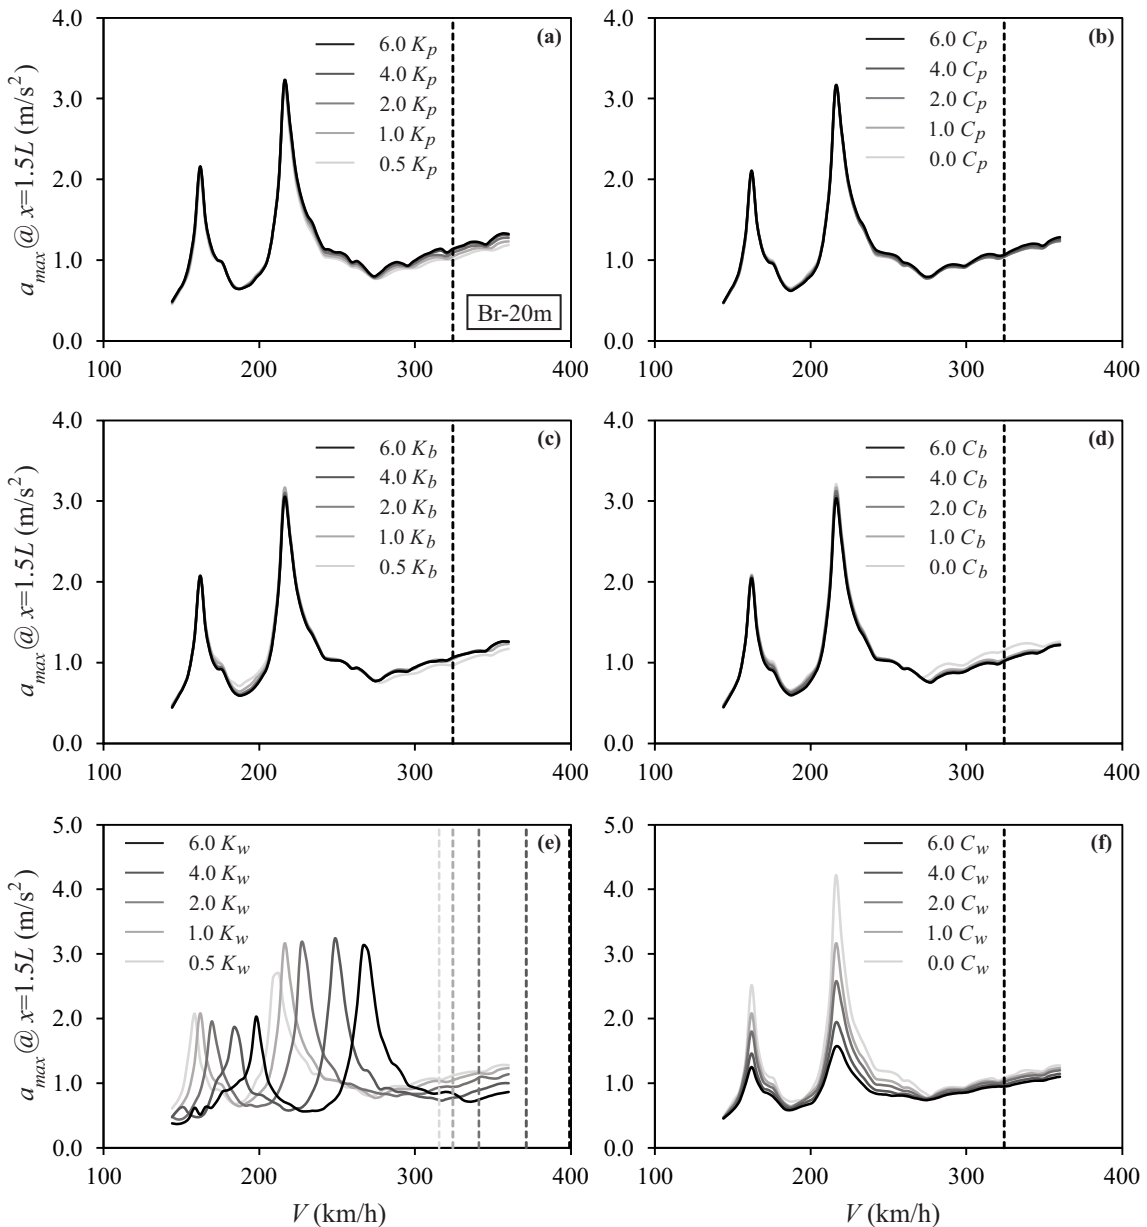 a_max @ x=1.5L (m/s²)
4.0
3.0
2.0
1.0
0.0
100
200
300
400
6.0 K_p
4.0 K_p
2.0 K_p
1.0 K_p
0.5 K_p
(a)
Br-20m
4.0
3.0
2.0
1.0
0.0
100
200
300
400
6.0 C_p
4.0 C_p
2.0 C_p
1.0 C_p
0.0 C_p
(b)
a_max @ x=1.5L (m/s²)
4.0
3.0
2.0
1.0
0.0
100
200
300
400
6.0 K_b
4.0 K_b
2.0 K_b
1.0 K_b
0.5 K_b
(c)
4.0
3.0
2.0
1.0
0.0
100
200
300
400
6.0 C_b
4.0 C_b
2.0 C_b
1.0 C_b
0.0 C_b
(d)
a_max @ x=1.5L (m/s²)
5.0
4.0
3.0
2.0
1.0
0.0
100
200
300
400
6.0 K_w
4.0 K_w
2.0 K_w
1.0 K_w
0.5 K_w
(e)
V (km/h)
5.0
4.0
3.0
2.0
1.0
0.0
100
200
300
400
6.0 C_w
4.0 C_w
2.0 C_w
1.0 C_w
0.0 C_w
(f)
V (km/h)